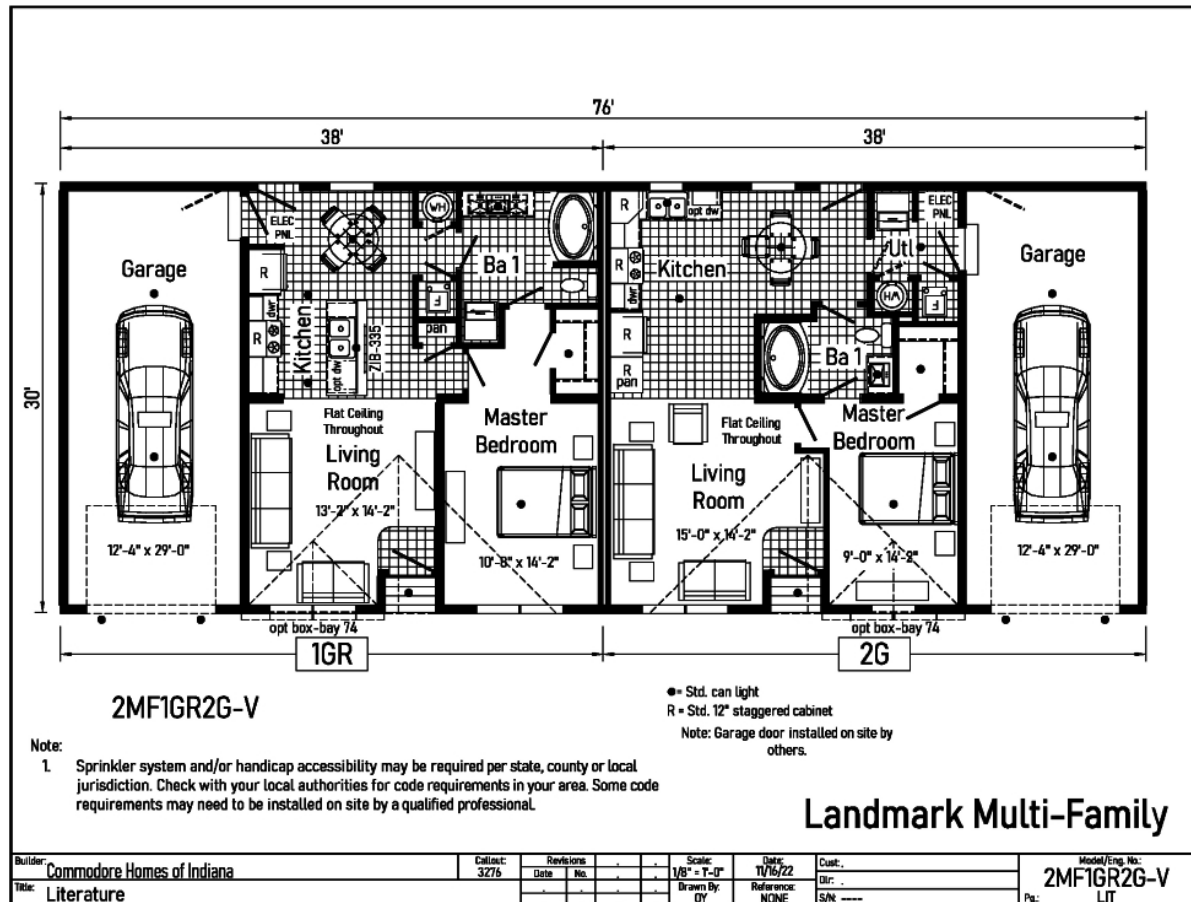 76'
38'
38'
30'
ELEC
PNL
WH
R
opt dw
ELEC
PNL
Garage
Ba 1
R
Kitchen
Utl
Garage
R
dwr
F
dwr
WH
F
R
Kitchen
opt dw
ZIB-335
pan
R
R
pan
Ba 1
Flat Ceiling
Throughout
Living
Room
13'-2" x 14'-2"
Master
Bedroom
10'-8" x 14'-2"
Flat Ceiling
Throughout
Living
Room
15'-0" x 14'-2"
Master
Bedroom
9'-0" x 14'-2"
12'-4" x 29'-0"
12'-4" x 29'-0"
opt box-bay 74
opt box-bay 74
1GR
2G
2MF1GR2G-V
= Std. can light
R = Std. 12" staggered cabinet
Note: Garage door installed on site by
others.
Note:
1. Sprinkler system and/or handicap accessibility may be required per state, county or local
jurisdiction. Check with your local authorities for code requirements in your area. Some code
requirements may need to be installed on site by a qualified professional.
Landmark Multi-Family
Builder: Commodore Homes of Indiana
Title: Literature
Callout:
3276
Revisions
Date No.
Scale:
1/8" = 1'-0"
Drawn By:
DY
Date:
11/16/22
Reference:
NONE
Cust: .
Dlr: .
S/N: ----
Model/Eng. No.:
2MF1GR2G-V
Pg.: LIT